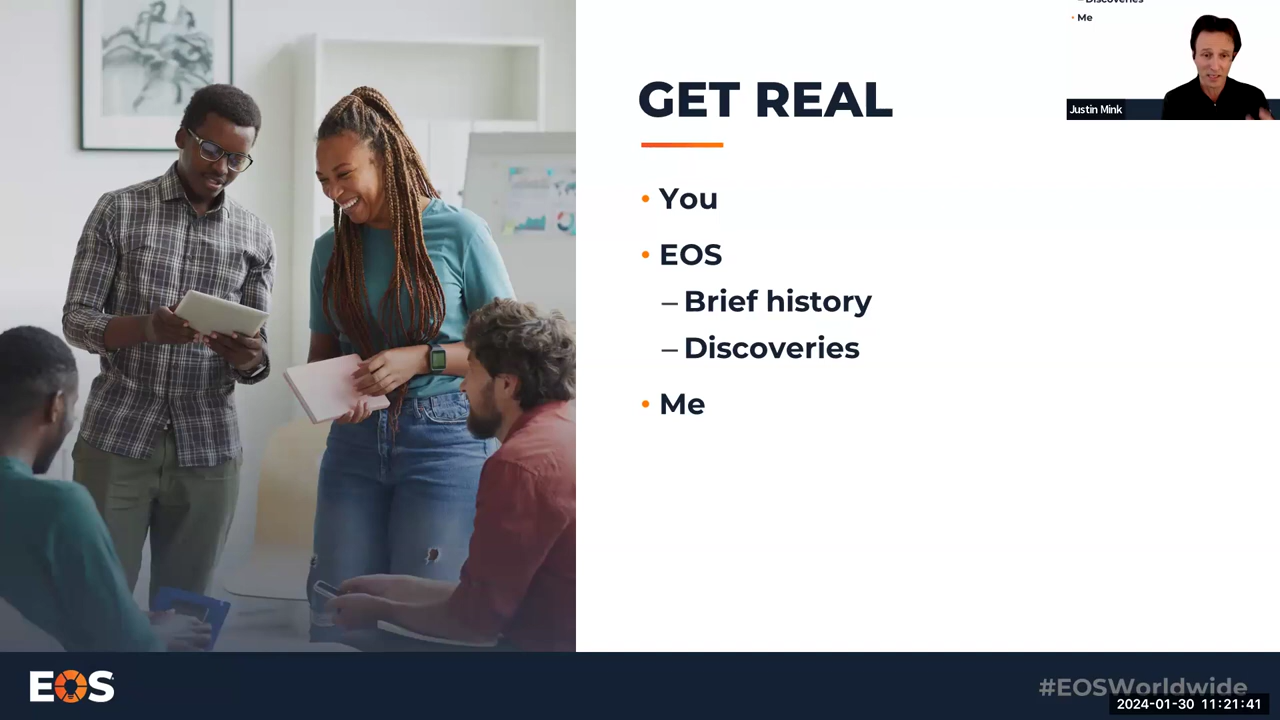 Discoveries
• Me
GET REAL
Justin Mink
• You
• EOS
– Brief history
– Discoveries
• Me
EOS
#EOSWorldwide
2024-01-30 11:21:41